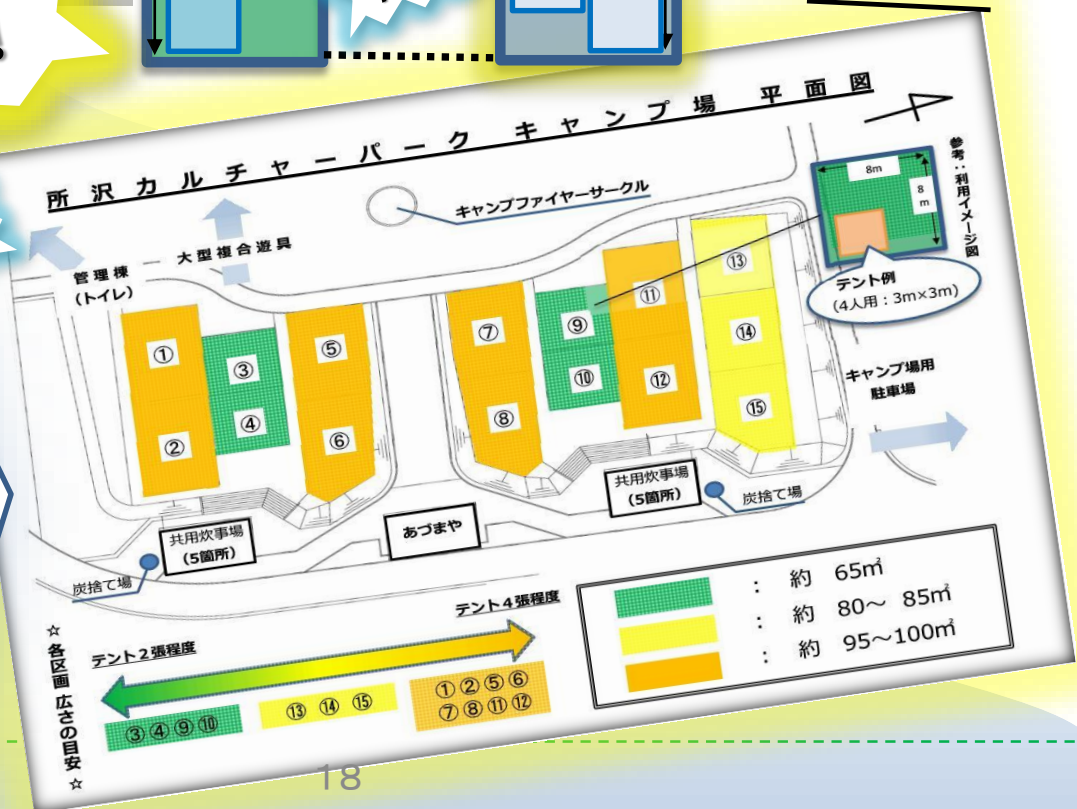 所沢カルチャーパーク キャンプ場 平面図
キャンプファイヤーサークル
大型複合遊具
管理棟
(トイレ)
8m
8m
参考：利用イメージ図
テント例
(4人用：3m×3m)
①
②
③
④
⑤
⑥
⑦
⑧
⑨
⑩
⑪
⑫
⑬
⑭
⑮
キャンプ場用
駐車場
共用炊事場
(5箇所)
炭捨て場
あづまや
共用炊事場
(5箇所)
炭捨て場
☆各区画 広さの目安☆
テント２張程度
テント４張程度
③④⑨⑩
⑬ ⑭ ⑮
①②⑤⑥
⑦⑧⑪⑫
： 約 65㎡
： 約 80～ 85㎡
： 約 95～100㎡
18